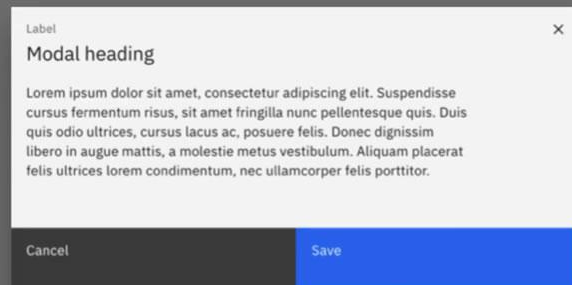 Label
Modal heading
Lorem ipsum dolor sit amet, consectetur adipiscing elit. Suspendisse
cursus fermentum risus, sit amet fringilla nunc pellentesque quis. Duis
quis odio ultrices, cursus lacus ac, posuere felis. Donec dignissim
libero in augue mattis, a molestie metus vestibulum. Aliquam placerat
felis ultrices lorem condimentum, nec ullamcorper felis porttitor.
Cancel
Save